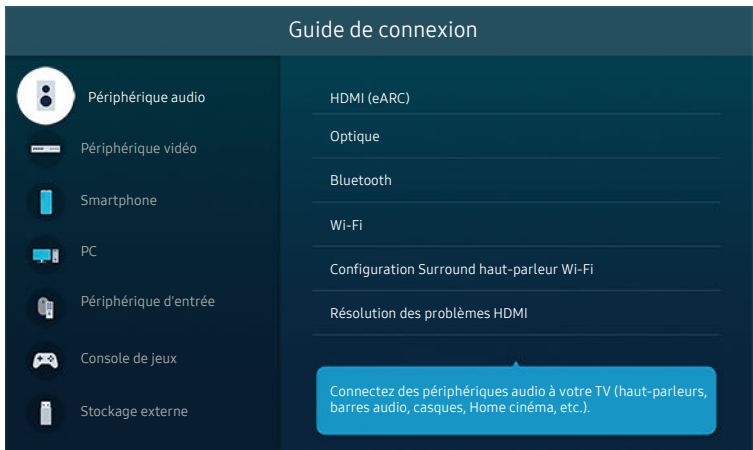 Guide de connexion
Périphérique audio
Périphérique vidéo
Smartphone
PC
Périphérique d'entrée
Console de jeux
Stockage externe
HDMI (eARC)
Optique
Bluetooth
Wi-Fi
Configuration Surround haut-parleur Wi-Fi
Résolution des problèmes HDMI
Connectez des périphériques audio à votre TV (haut-parleurs,
barres audio, casques, Home cinéma, etc.).